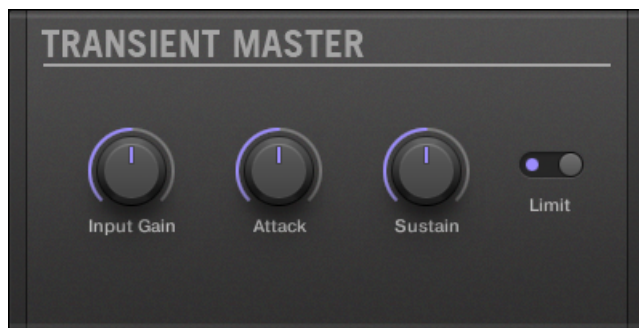 TRANSIENT MASTER
Input Gain
Attack
Sustain
Limit